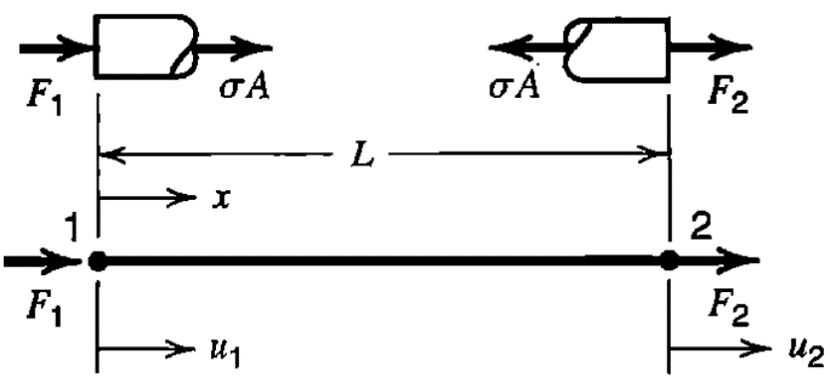 F₁ σA σA F₂
L
x
1 2
F₁ F₂
u₁ u₂